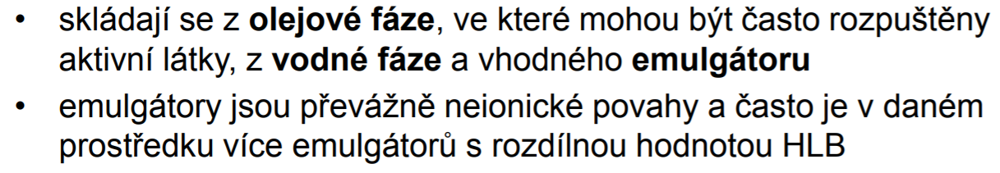 • skládají se z olejové fáze, ve které mohou být často rozpuštěny
aktivní látky, z vodné fáze a vhodného emulgátoru
• emulgátory jsou převážně neionické povahy a často je v daném
prostředku více emulgátorů s rozdílnou hodnotou HLB